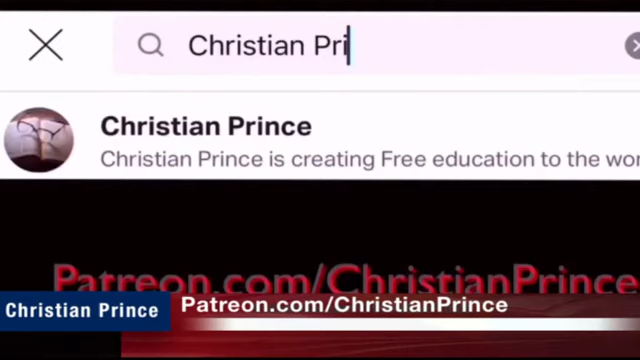 Christian Pri
Christian Prince
Christian Prince is creating Free education to the wor
Patreon.com/ChristianPrince
Christian Prince
Patreon.com/ChristianPrince